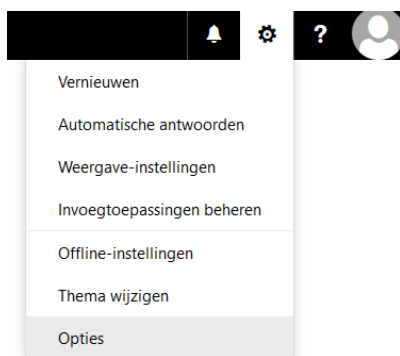 ?
Vernieuwen
Automatische antwoorden
Weergave-instellingen
Invoegtoepassingen beheren
Offline-instellingen
Thema wijzigen
Opties